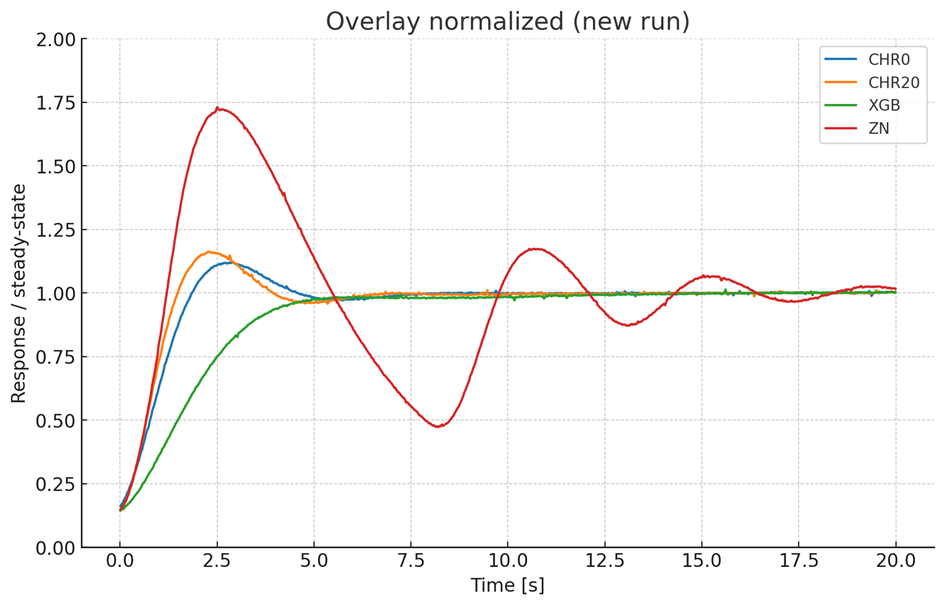 Overlay normalized (new run)
2.00
1.75
1.50
1.25
1.00
0.75
0.50
0.25
0.00
Response / steady-state
CHR0
CHR20
XGB
ZN
0.0 2.5 5.0 7.5 10.0 12.5 15.0 17.5 20.0
Time [s]